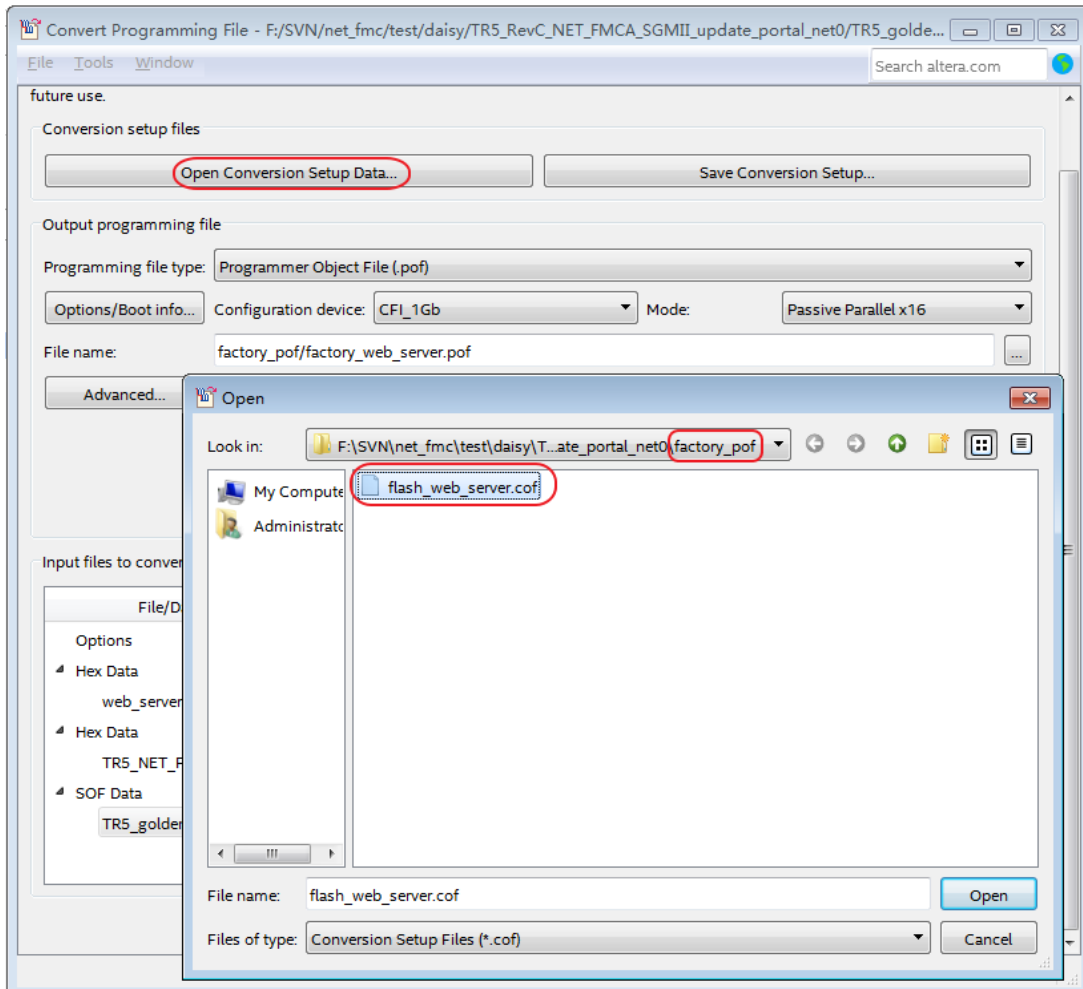 Convert Programming File - F:/SVN/net_fmc/test/daisy/TR5_RevC_NET_FMCA_SGMII_update_portal_net0/TR5_golde...
File Tools Window
Search altera.com
future use.
Conversion setup files
Open Conversion Setup Data...
Save Conversion Setup...
Output programming file
Programming file type: Programmer Object File (.pof)
Options/Boot info... Configuration device: CFI_1Gb Mode: Passive Parallel x16
File name: factory_pof/factory_web_server.pof ...
Advanced...
Open
Look in: F:\SVN\net_fmc\test\daisy\T...ate_portal_net0\factory_pof
My Compute
flash_web_server.cof
Administrato
Input files to conver
File/D
Options
Hex Data
web_server
Hex Data
TR5_NET_F
SOF Data
TR5_golden
File name: flash_web_server.cof Open
Files of type: Conversion Setup Files (*.cof) Cancel